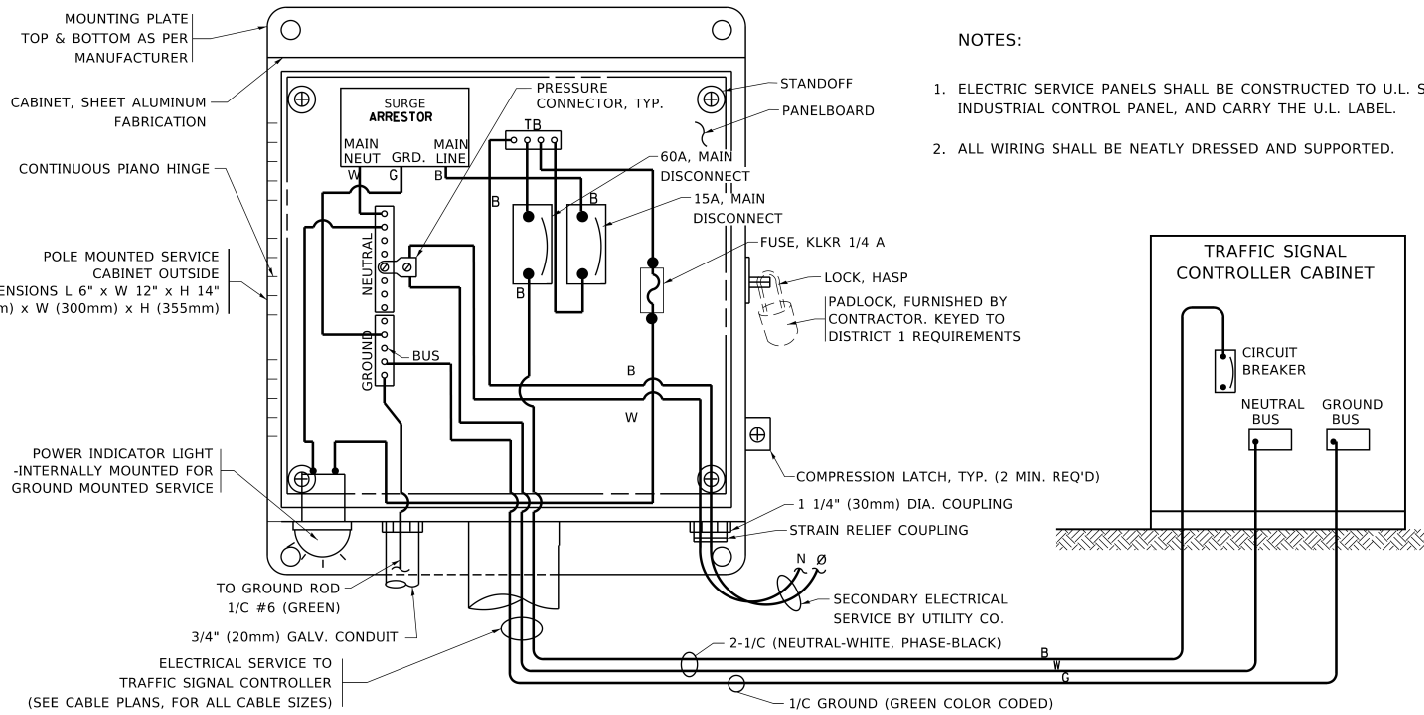 MOUNTING PLATE
TOP & BOTTOM AS PER
MANUFACTURER
CABINET, SHEET ALUMINUM
FABRICATION
CONTINUOUS PIANO HINGE
POLE MOUNTED SERVICE
CABINET OUTSIDE
L 6" x W 12" x H 14"
x W (300mm) x H (355mm)
POWER INDICATOR LIGHT
-INTERNALLY MOUNTED FOR
GROUND MOUNTED SERVICE
TO GROUND ROD
1/C #6 (GREEN)
3/4" (20mm) GALV. CONDUIT
ELECTRICAL SERVICE TO
TRAFFIC SIGNAL CONTROLLER
(SEE CABLE PLANS, FOR ALL CABLE SIZES)
SURGE
ARRESTOR
MAIN
NEUT
GRD.
MAIN
LINE
W
G
B
NEUTRAL
GROUND
BUS
PRESSURE
CONNECTOR, TYP.
TB
B
B
B
60A, MAIN
DISCONNECT
15A, MAIN
DISCONNECT
FUSE, KLKR 1/4 A
STANDOFF
PANELBOARD
LOCK, HASP
PADLOCK, FURNISHED BY
CONTRACTOR. KEYED TO
DISTRICT 1 REQUIREMENTS
B
W
COMPRESSION LATCH, TYP. (2 MIN. REQ'D)
1 1/4" (30mm) DIA. COUPLING
STRAIN RELIEF COUPLING
N Ø
SECONDARY ELECTRICAL
SERVICE BY UTILITY CO.
2-1/C (NEUTRAL-WHITE, PHASE-BLACK)
1/C GROUND (GREEN COLOR CODED)
B
W
G
NOTES:
1. ELECTRIC SERVICE PANELS SHALL BE CONSTRUCTED TO U.L.
INDUSTRIAL CONTROL PANEL, AND CARRY THE U.L. LABEL.
2. ALL WIRING SHALL BE NEATLY DRESSED AND SUPPORTED.
TRAFFIC SIGNAL
CONTROLLER CABINET
CIRCUIT
BREAKER
NEUTRAL
BUS
GROUND
BUS